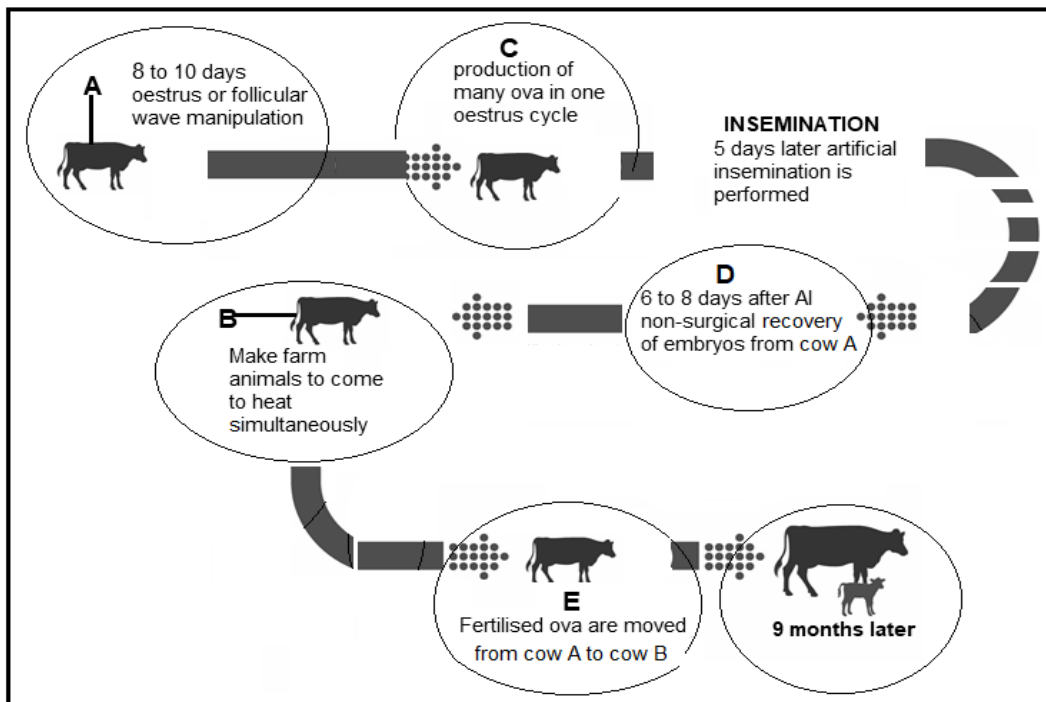 A
8 to 10 days
oestrus or follicular
wave manipulation
C
production of
many ova in one
oestrus cycle
INSEMINATION
5 days later artificial
insemination is
performed
D
6 to 8 days after AI
non-surgical recovery
of embryos from cow A
B
Make farm
animals to come
to heat
simultaneously
E
Fertilised ova are moved
from cow A to cow B
9 months later